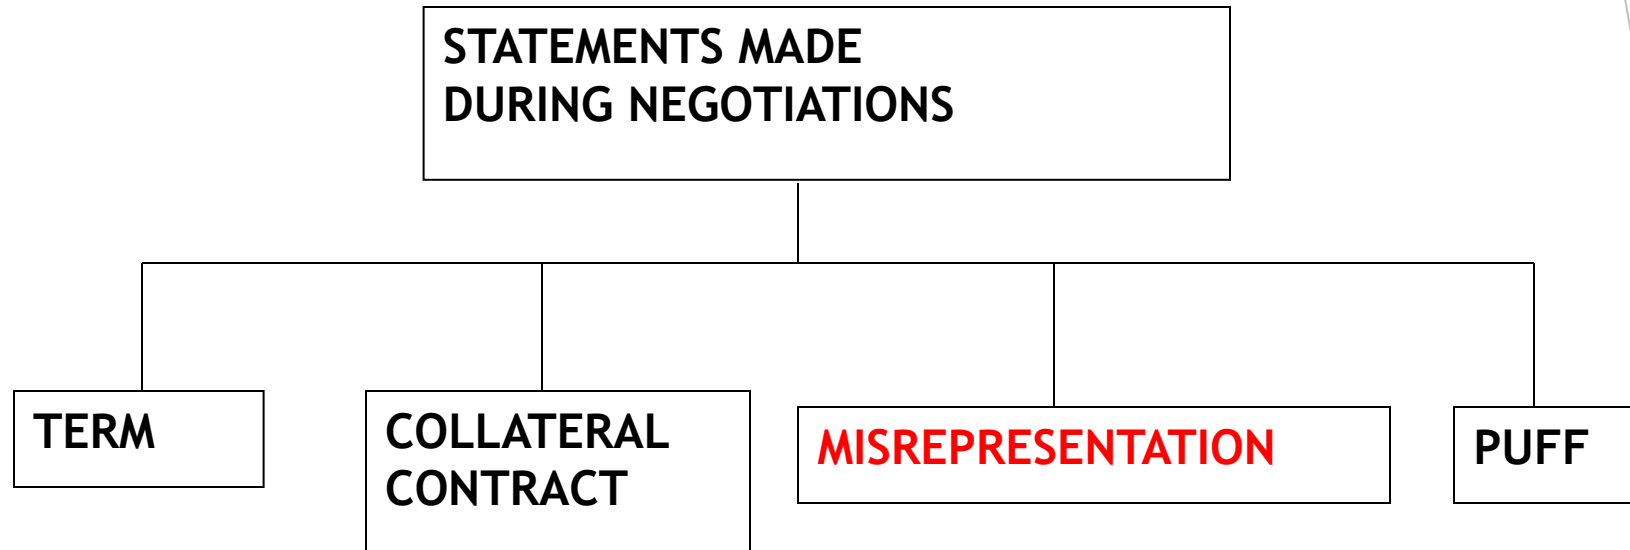 STATEMENTS MADE
DURING NEGOTIATIONS
TERM
COLLATERAL
CONTRACT
MISREPRESENTATION
PUFF